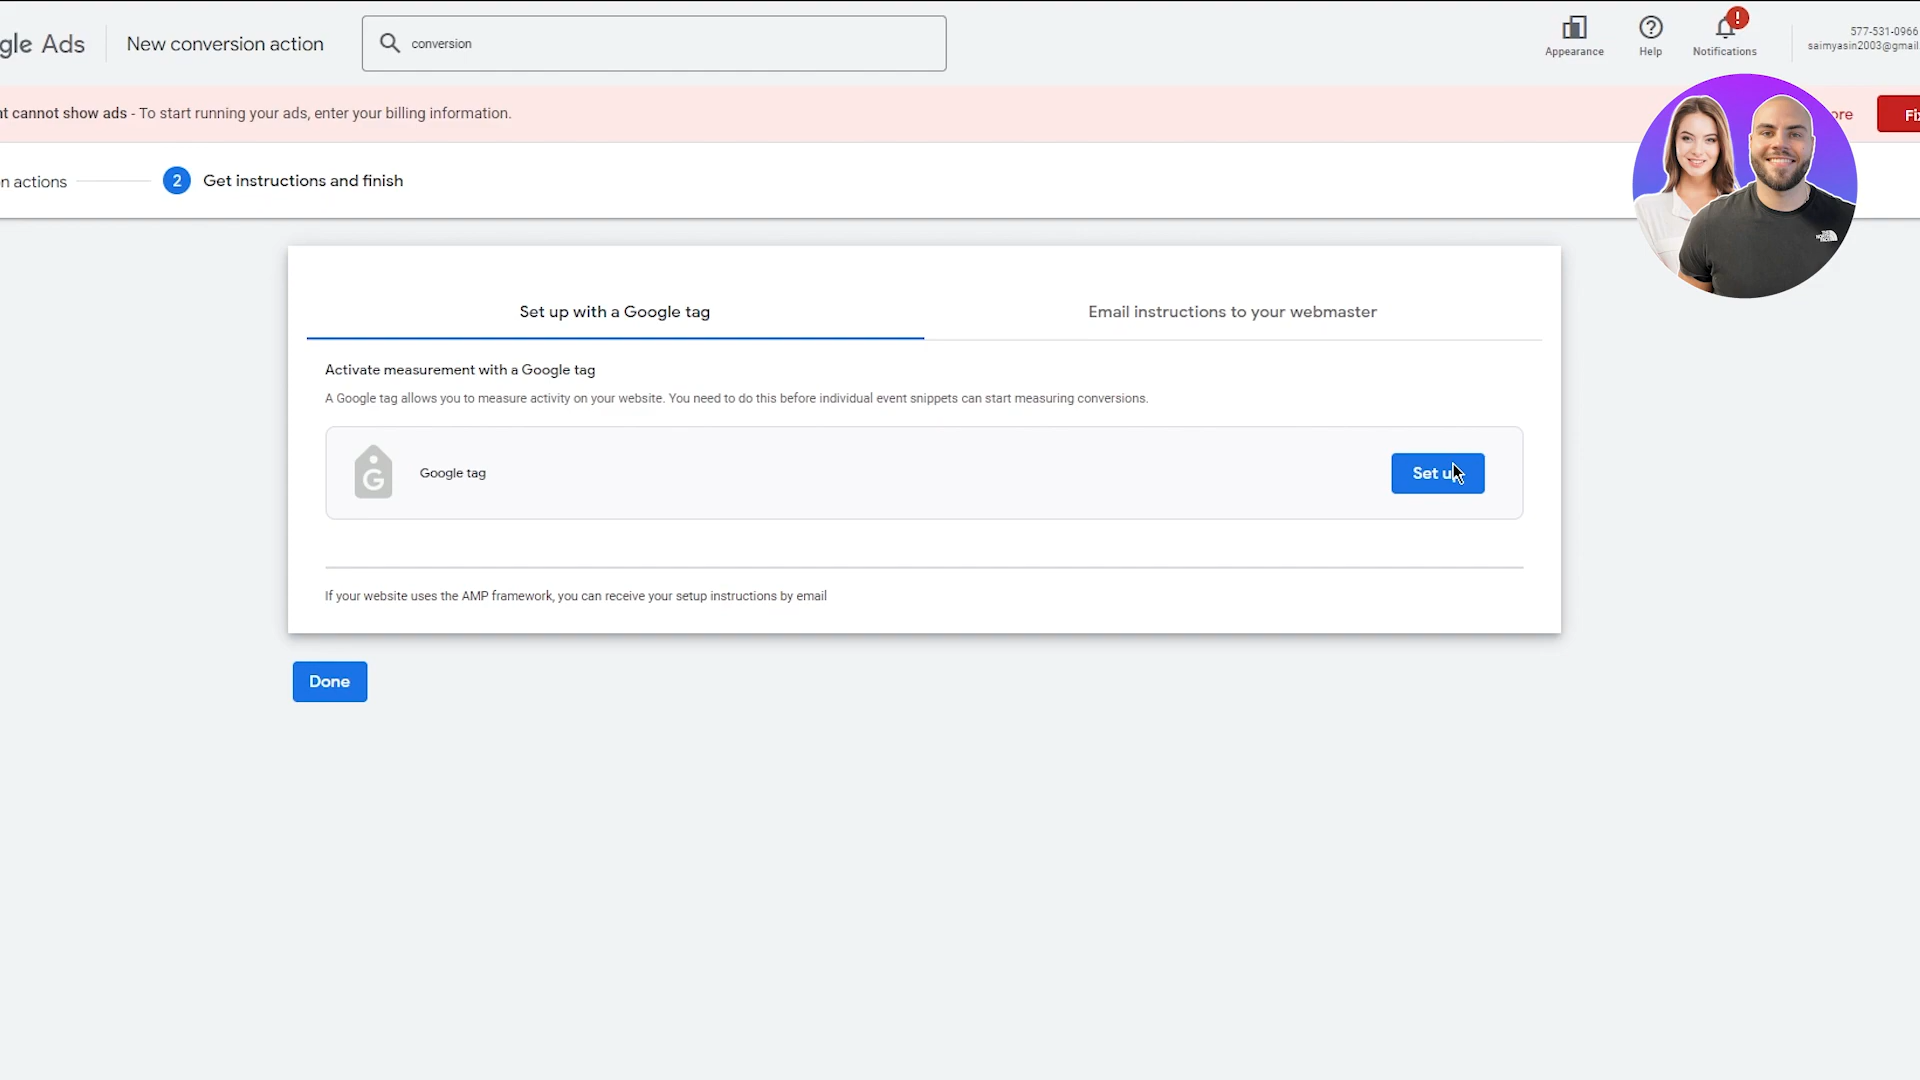 gle Ads
New conversion action
conversion
Appearance
Help
Notifications
577-531-0966
saimyasin2003@gmail
nt cannot show ads - To start running your ads, enter your billing information.
ore
Fix
n actions
2 Get instructions and finish
Set up with a Google tag
Email instructions to your webmaster
Activate measurement with a Google tag
A Google tag allows you to measure activity on your website. You need to do this before individual event snippets can start measuring conversions.
G
Google tag
Set up
If your website uses the AMP framework, you can receive your setup instructions by email
Done